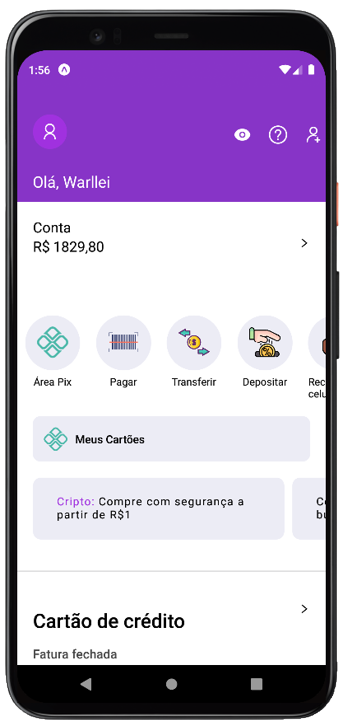 1:56
Olá, Warllei
Conta
R$ 1829,80
Área Pix
Pagar
Transferir
Depositar
Rec
celu
Meus Cartões
Cripto: Compre com segurança a
partir de R$1
Co
bu
Cartão de crédito
Fatura fechada